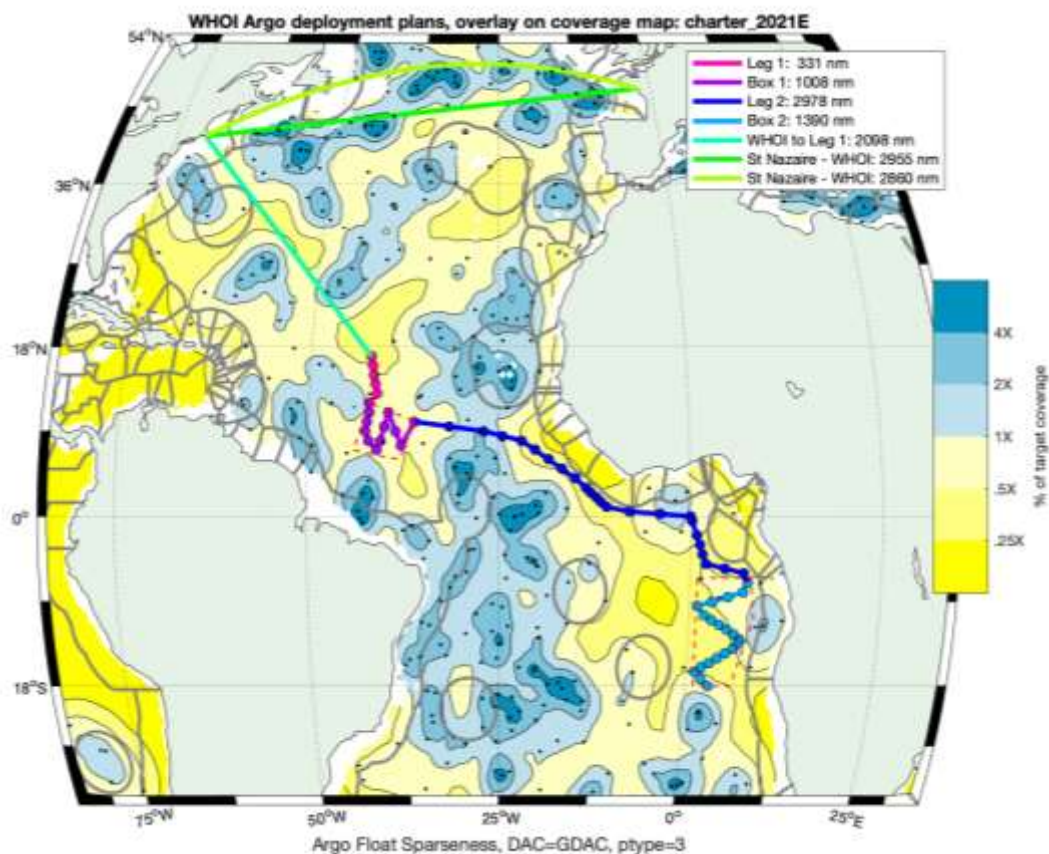 WHOI Argo deployment plans, overlay on coverage map: charter_2021E
54°N
Leg 1: 331 nm
Box 1: 1008 nm
Leg 2: 2978 nm
Box 2: 1390 nm
WHOI to Leg 1: 2098 nm
St Nazaire - WHOI: 2955 nm
St Nazaire - WHOI: 2860 nm
36°N
18°N
0°
18°S
4X
2X
1X
.5X
.25X
% of target coverage
75°W
50°W
25°W
0°
25°E
Argo Float Sparseness, DAC=GDAC, ptype=3